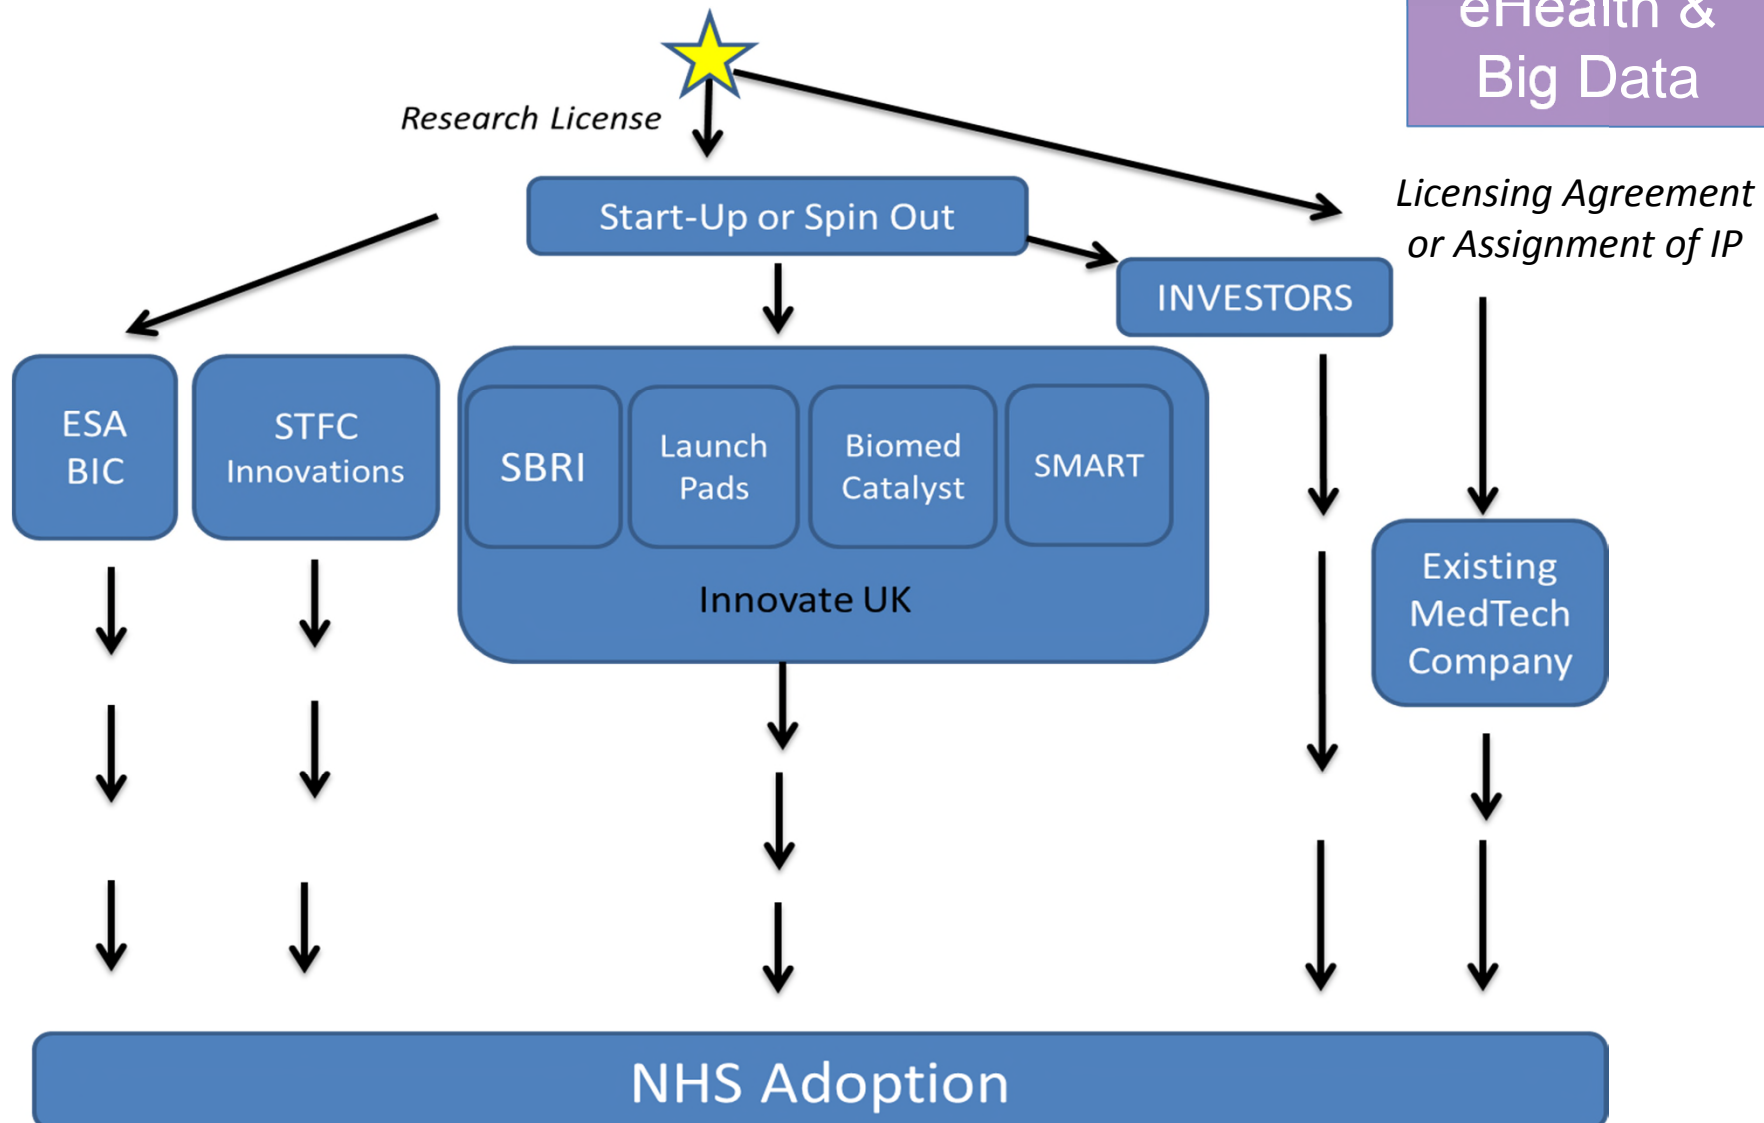 eHealth &
Big Data
Research License
Licensing Agreement
or Assignment of IP
Start-Up or Spin Out
INVESTORS
ESA
BIC
STFC
Innovations
SBRI
Launch
Pads
Biomed
Catalyst
SMART
Innovate UK
Existing
MedTech
Company
NHS Adoption